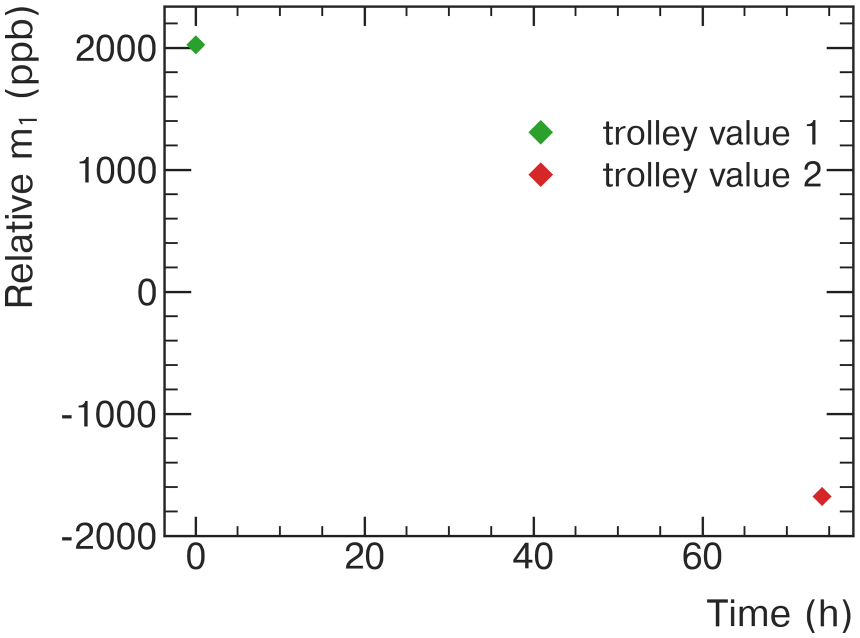 Relative m₁ (ppb)
2000
1000
0
-1000
-2000
trolley value 1
trolley value 2
0 20 40 60
Time (h)